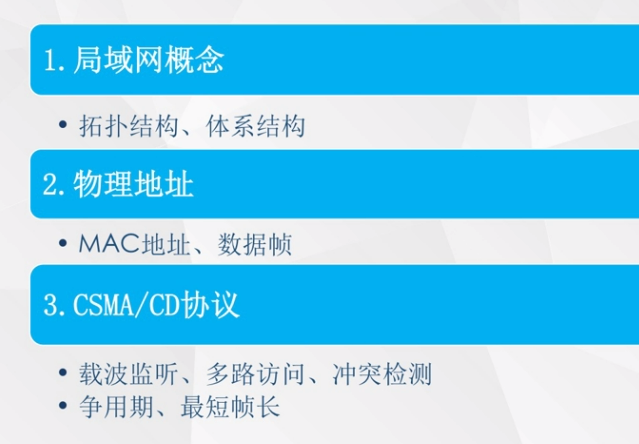 1. 局域网概念
• 拓扑结构、体系结构
2. 物理地址
• MAC地址、数据帧
3. CSMA/CD协议
• 载波监听、多路访问、冲突检测
• 争用期、最短帧长